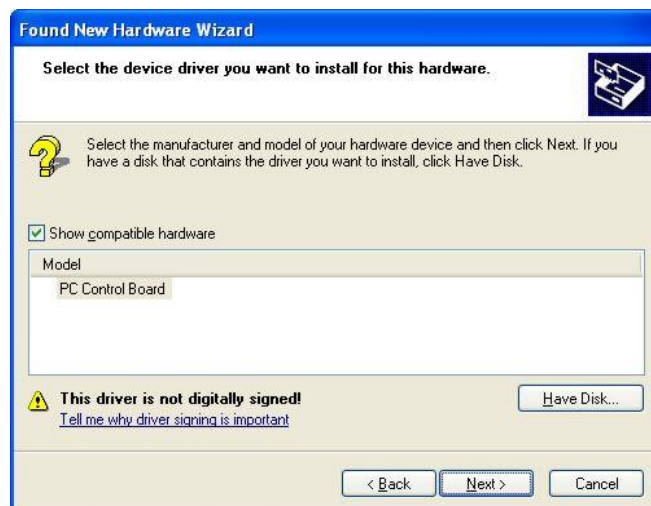 Found New Hardware Wizard
Select the device driver you want to install for this hardware.
Select the manufacturer and model of your hardware device and then click Next. If you
have a disk that contains the driver you want to install, click Have Disk.
Show compatible hardware
Model
PC Control Board
This driver is not digitally signed!
Have Disk...
Tell me why driver signing is important
< Back
Next >
Cancel